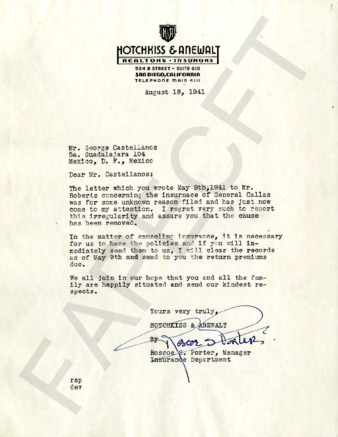 HOTCHKISS & ANEWALT
REALTORS - INSURORS
524 B STREET - SUITE 610
SAN DIEGO, CALIFORNIA
TELEPHONE MAIN 4111
August 18, 1941
Mr. George Castellanos
5a. Guadalajara 104
Mexico, D. F., Mexico
Dear Mr. Castellanos:
The letter which you wrote May 9th,1941 to Mr.
Roberts concerning the insurnace of General Calles
was for some unknown reason filed and has just now
come to my attention. I regret very much to report
this irregularity and assure you that the cause
has been removed.
In the matter of canceling insurance, it is necessary
for us to have the policies and if you will im-
mediately send them to us, I will clear the records
as of May 9th and send to you the return premiums
due.
We all join in our hope that you and all the fam-
ily are happily situated and send our kindest re-
spects.
Yours very truly,
HOTCHKISS & ANEWALT
By Roscoe S Porter
Roscoe S. Porter, Manager
Insurance Department
rsp
dev
FAPECFT